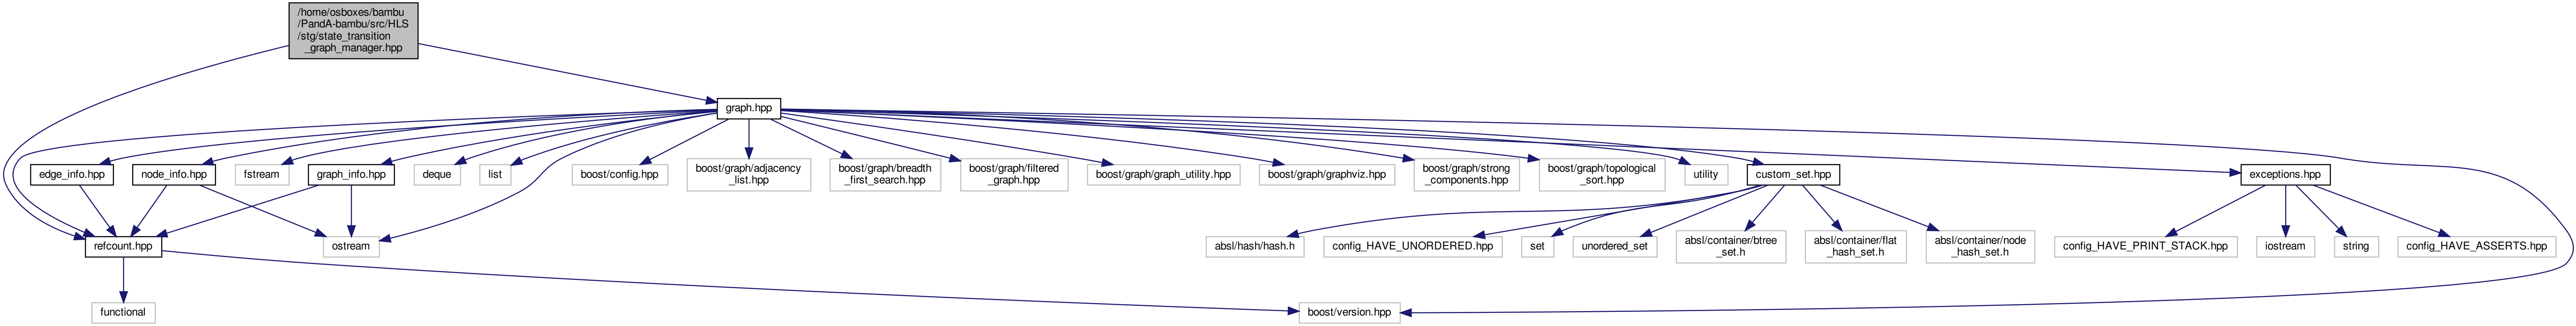 /home/osboxes/bambu
/PandA-bambu/src/HLS
/stg/state_transition
_graph_manager.hpp
graph.hpp
edge_info.hpp
node_info.hpp
fstream
graph_info.hpp
deque
list
boost/config.hpp
boost/graph/adjacency
_list.hpp
boost/graph/breadth
_first_search.hpp
boost/graph/filtered
_graph.hpp
boost/graph/graph_utility.hpp
boost/graph/graphviz.hpp
boost/graph/strong
_components.hpp
boost/graph/topological
_sort.hpp
utility
custom_set.hpp
exceptions.hpp
refcount.hpp
ostream
absl/hash/hash.h
config_HAVE_UNORDERED.hpp
set
unordered_set
absl/container/btree
_set.h
absl/container/flat
_hash_set.h
absl/container/node
_hash_set.h
config_HAVE_PRINT_STACK.hpp
iostream
string
config_HAVE_ASSERTS.hpp
functional
boost/version.hpp